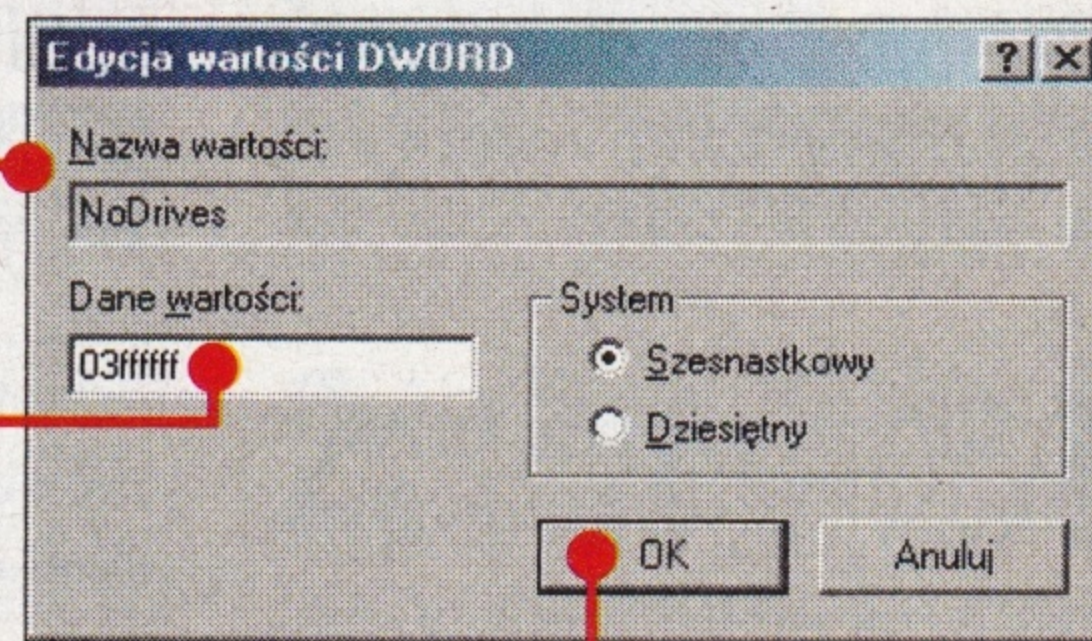 Edycja wartości DWORD
Nazwa wartości:
NoDrives
Dane wartości:
03ffffff
System
Szesnastkowy
Dziesiętny
OK
Anuluj